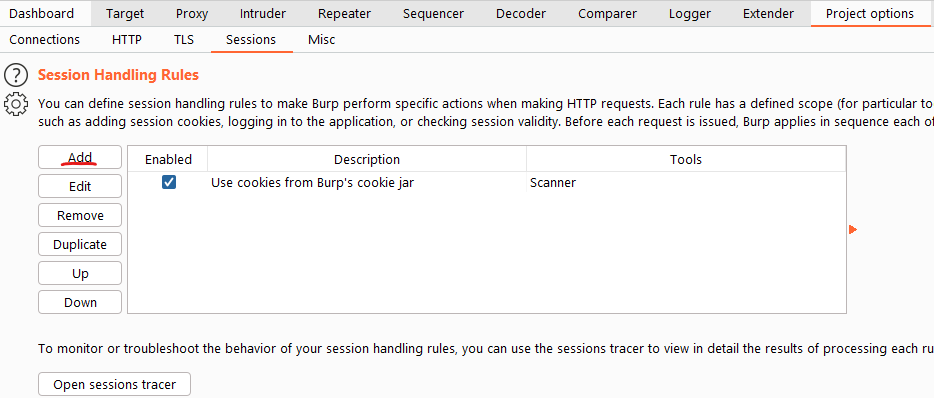 Dashboard Target Proxy Intruder Repeater Sequencer Decoder Comparer Logger Extender Project options
Connections HTTP TLS Sessions Misc
? Session Handling Rules
You can define session handling rules to make Burp perform specific actions when making HTTP requests. Each rule has a defined scope (for particular to
such as adding session cookies, logging in to the application, or checking session validity. Before each request is issued, Burp applies in sequence each of
Add Enabled Description Tools
Edit Use cookies from Burp's cookie jar Scanner
Remove
Duplicate
Up
Down
To monitor or troubleshoot the behavior of your session handling rules, you can use the sessions tracer to view in detail the results of processing each ru
Open sessions tracer